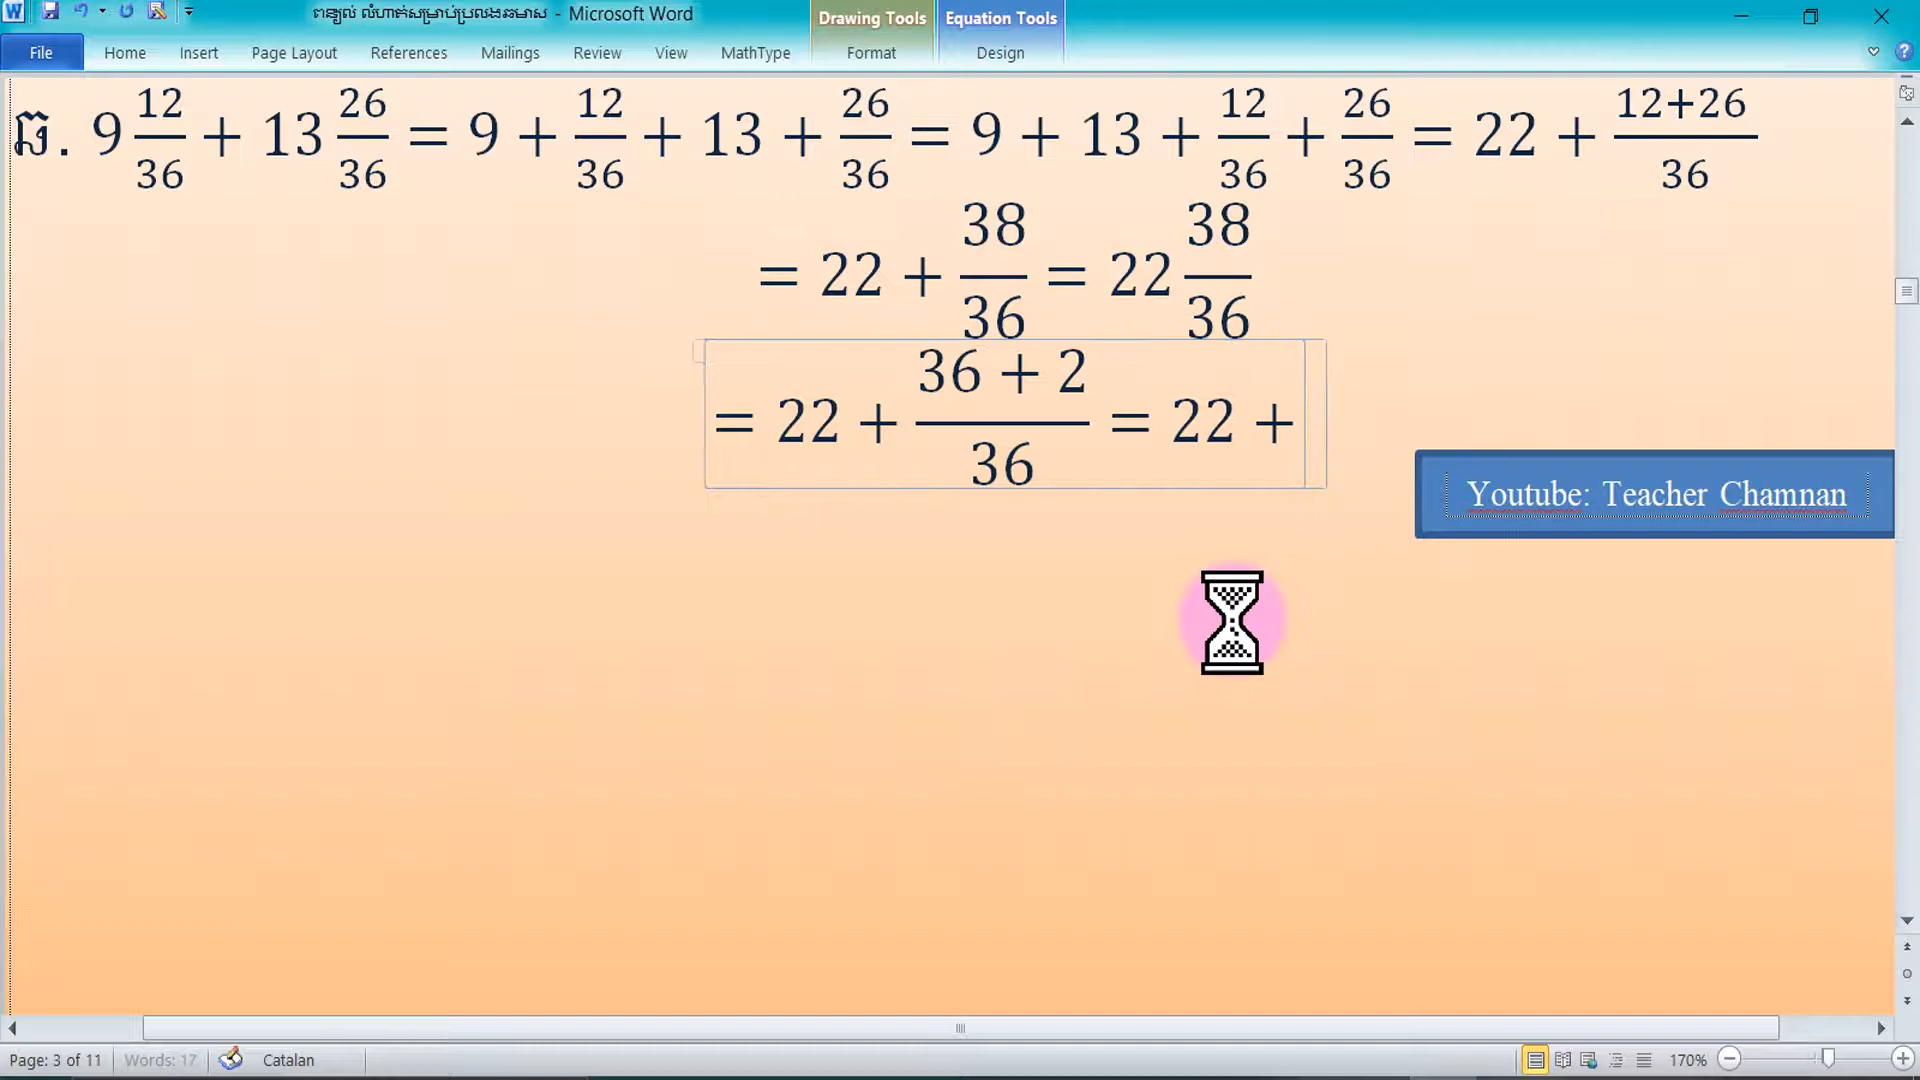 ពន្យល់ លំហាត់សម្រាប់ប្រលងឆមាស - Microsoft Word
Drawing Tools Equation Tools
File Home Insert Page Layout References Mailings Review View MathType Format Design
ឆ. 9 12/36 + 13 26/36 = 9 + 12/36 + 13 + 26/36 = 9 + 13 + 12/36 + 26/36 = 22 + 12+26/36
= 22 + 38/36 = 22 38/36
= 22 + 36 + 2/36 = 22 +
Youtube: Teacher Chamnan
Page: 3 of 11 Words: 17 Catalan 170%